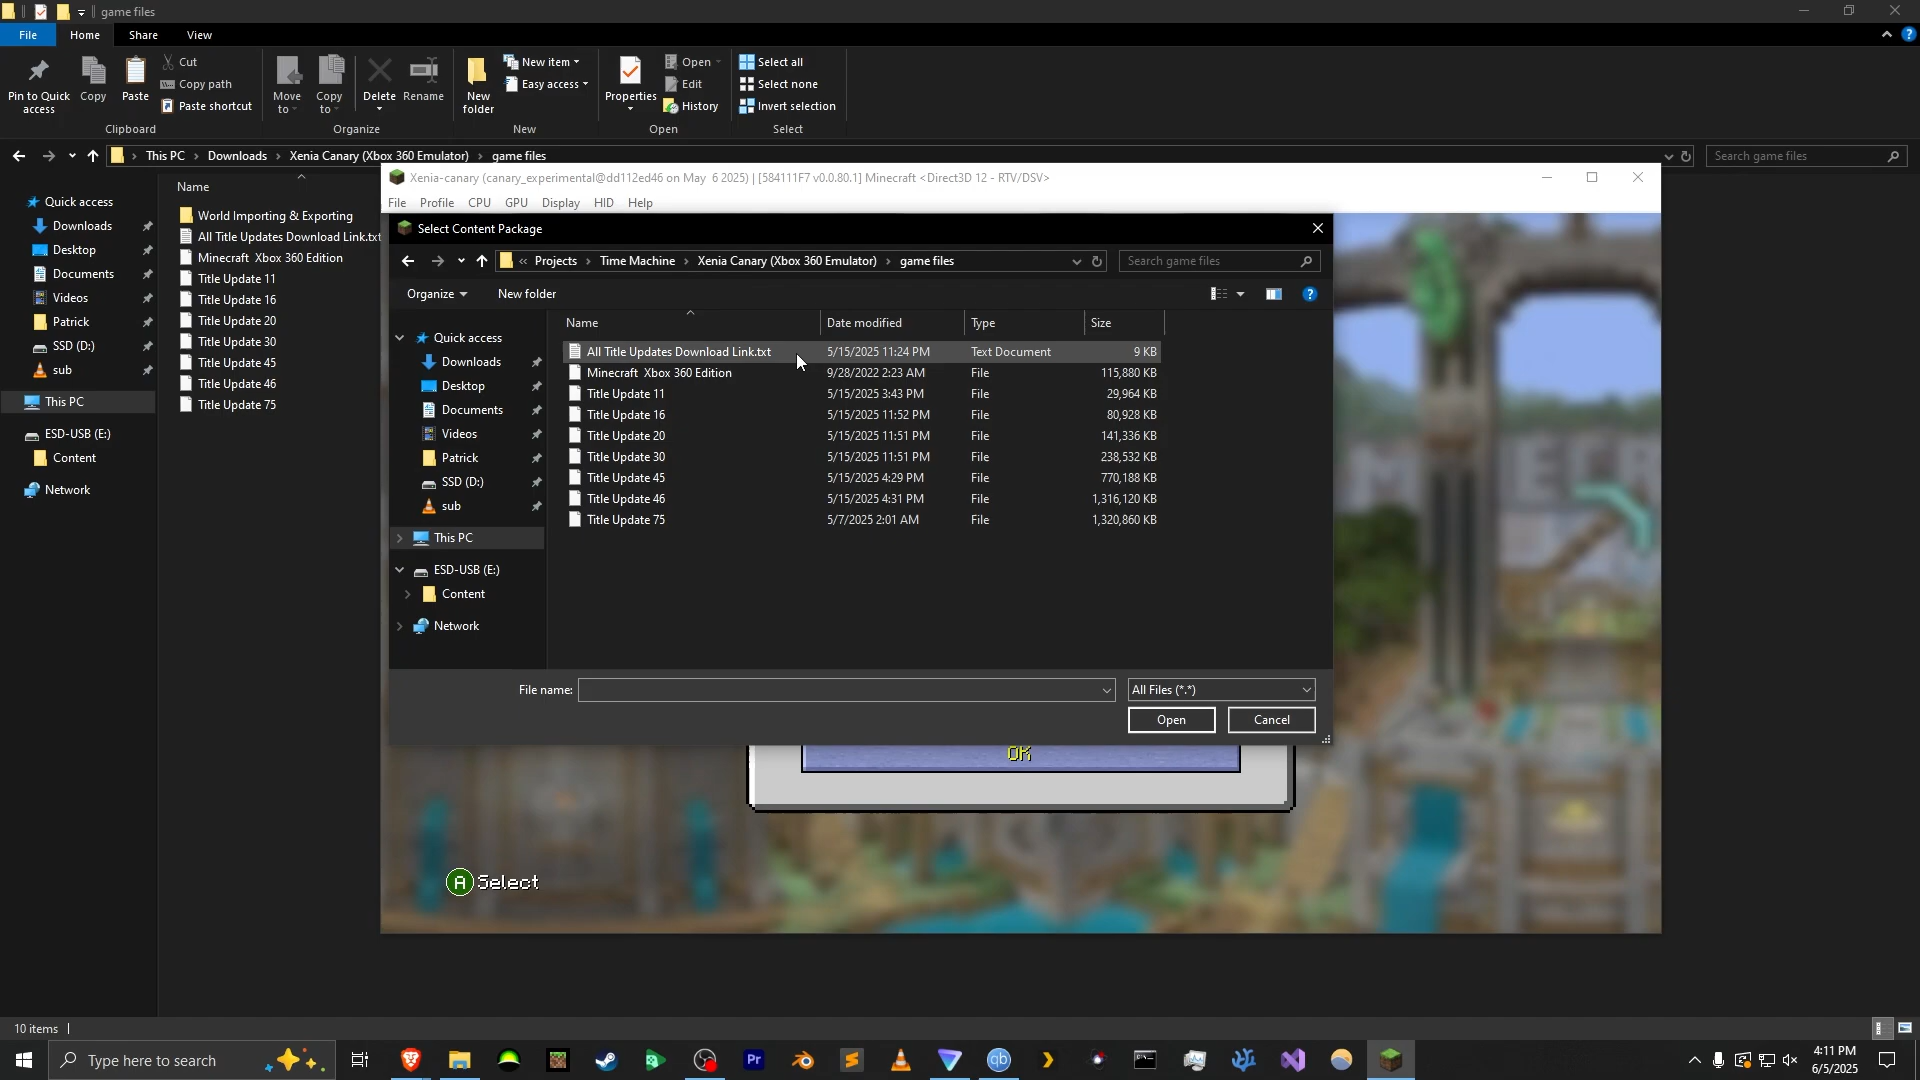 game files
File Home Share View
Pin to Quick access
Copy
Paste
Cut
Copy path
Paste shortcut
Clipboard
Move to
Copy to
Delete
Rename
Organize
New folder
New item
Easy access
New
Properties
Open
Edit
History
Open
Select all
Select none
Invert selection
Select
This PC › Downloads › Xenia Canary (Xbox 360 Emulator) › game files
Search game files
Quick access
Downloads
Desktop
Documents
Videos
Patrick
SSD (D:)
sub
This PC
ESD-USB (E:)
Content
Network
Name
World Importing & Exporting
All Title Updates Download Link.txt
Minecraft  Xbox 360 Edition
Title Update 11
Title Update 16
Title Update 20
Title Update 30
Title Update 45
Title Update 46
Title Update 75
Xenia-canary (canary_experimental@dd112ed46 on May  6 2025) | [584111F7 v0.0.80.1] Minecraft <Direct3D 12 - RTV/DSV>
File Profile CPU GPU Display HID Help
Select Content Package
« Projects › Time Machine › Xenia Canary (Xbox 360 Emulator) › game files
Search game files
Organize New folder
Quick access
Downloads
Desktop
Documents
Videos
Patrick
SSD (D:)
sub
This PC
ESD-USB (E:)
Content
Network
Name Date modified Type Size
All Title Updates Download Link.txt 5/15/2025 11:24 PM Text Document 9 KB
Minecraft  Xbox 360 Edition 9/28/2022 2:23 AM File 115,880 KB
Title Update 11 5/15/2025 3:43 PM File 29,964 KB
Title Update 16 5/15/2025 11:52 PM File 80,928 KB
Title Update 20 5/15/2025 11:51 PM File 141,336 KB
Title Update 30 5/15/2025 11:51 PM File 238,532 KB
Title Update 45 5/15/2025 4:29 PM File 770,188 KB
Title Update 46 5/15/2025 4:31 PM File 1,316,120 KB
Title Update 75 5/7/2025 2:01 AM File 1,320,860 KB
File name:
All Files (*.*)
Open Cancel
OK
A Select
10 items
Type here to search
Pr
qb
4:11 PM
6/5/2025